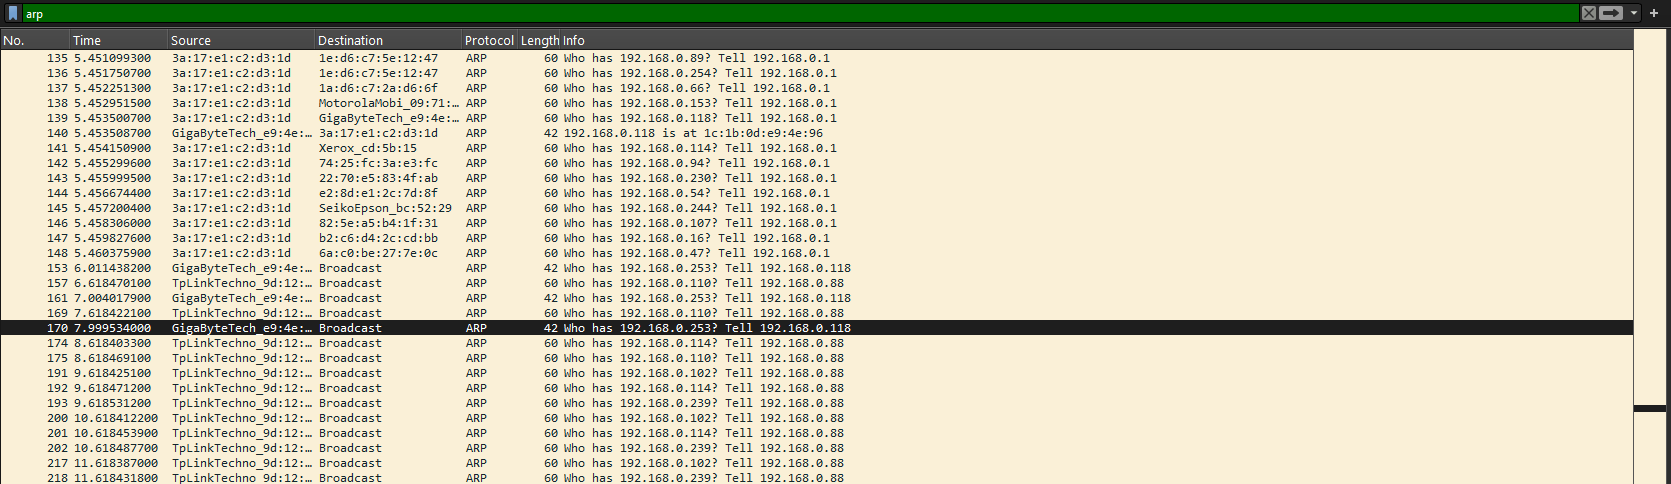 arp
No. Time Source Destination Protocol Length Info
135 5.451099300 3a:17:e1:c2:d3:1d 1e:d6:c7:5e:12:47 ARP 60 Who has 192.168.0.89? Tell 192.168.0.1
136 5.451750700 3a:17:e1:c2:d3:1d 1e:d6:c7:5e:12:47 ARP 60 Who has 192.168.0.254? Tell 192.168.0.1
137 5.452251300 3a:17:e1:c2:d3:1d 1a:d6:c7:2a:d6:6f ARP 60 Who has 192.168.0.66? Tell 192.168.0.1
138 5.452951500 3a:17:e1:c2:d3:1d MotorolaMobi_09:71:… ARP 60 Who has 192.168.0.153? Tell 192.168.0.1
139 5.453500700 3a:17:e1:c2:d3:1d GigaByteTech_e9:4e:… ARP 60 Who has 192.168.0.118? Tell 192.168.0.1
140 5.453508700 GigaByteTech_e9:4e:… 3a:17:e1:c2:d3:1d ARP 42 192.168.0.118 is at 1c:1b:0d:e9:4e:96
141 5.454150900 3a:17:e1:c2:d3:1d Xerox_cd:5b:15 ARP 60 Who has 192.168.0.114? Tell 192.168.0.1
142 5.455299600 3a:17:e1:c2:d3:1d 74:25:fc:3a:e3:fc ARP 60 Who has 192.168.0.94? Tell 192.168.0.1
143 5.455999500 3a:17:e1:c2:d3:1d 22:70:e5:83:4f:ab ARP 60 Who has 192.168.0.230? Tell 192.168.0.1
144 5.456674400 3a:17:e1:c2:d3:1d e2:8d:e1:2c:7d:8f ARP 60 Who has 192.168.0.54? Tell 192.168.0.1
145 5.457200400 3a:17:e1:c2:d3:1d SeikoEpson_bc:52:29 ARP 60 Who has 192.168.0.244? Tell 192.168.0.1
146 5.458306000 3a:17:e1:c2:d3:1d 82:5e:a5:b4:1f:31 ARP 60 Who has 192.168.0.107? Tell 192.168.0.1
147 5.459827600 3a:17:e1:c2:d3:1d b2:c6:d4:2c:cd:bb ARP 60 Who has 192.168.0.16? Tell 192.168.0.1
148 5.460375900 3a:17:e1:c2:d3:1d 6a:c0:be:27:7e:0c ARP 60 Who has 192.168.0.47? Tell 192.168.0.1
153 6.011438200 GigaByteTech_e9:4e:… Broadcast ARP 42 Who has 192.168.0.253? Tell 192.168.0.118
157 6.618470100 TpLinkTechno_9d:12:… Broadcast ARP 60 Who has 192.168.0.110? Tell 192.168.0.88
161 7.004017900 GigaByteTech_e9:4e:… Broadcast ARP 42 Who has 192.168.0.253? Tell 192.168.0.118
169 7.618422100 TpLinkTechno_9d:12:… Broadcast ARP 60 Who has 192.168.0.110? Tell 192.168.0.88
170 7.999534000 GigaByteTech_e9:4e:… Broadcast ARP 42 Who has 192.168.0.253? Tell 192.168.0.118
174 8.618403300 TpLinkTechno_9d:12:… Broadcast ARP 60 Who has 192.168.0.114? Tell 192.168.0.88
175 8.618469100 TpLinkTechno_9d:12:… Broadcast ARP 60 Who has 192.168.0.110? Tell 192.168.0.88
191 9.618425100 TpLinkTechno_9d:12:… Broadcast ARP 60 Who has 192.168.0.102? Tell 192.168.0.88
192 9.618471200 TpLinkTechno_9d:12:… Broadcast ARP 60 Who has 192.168.0.114? Tell 192.168.0.88
193 9.618531200 TpLinkTechno_9d:12:… Broadcast ARP 60 Who has 192.168.0.239? Tell 192.168.0.88
200 10.618412200 TpLinkTechno_9d:12:… Broadcast ARP 60 Who has 192.168.0.102? Tell 192.168.0.88
201 10.618453900 TpLinkTechno_9d:12:… Broadcast ARP 60 Who has 192.168.0.114? Tell 192.168.0.88
202 10.618487700 TpLinkTechno_9d:12:… Broadcast ARP 60 Who has 192.168.0.239? Tell 192.168.0.88
217 11.618387000 TpLinkTechno_9d:12:… Broadcast ARP 60 Who has 192.168.0.102? Tell 192.168.0.88
218 11.618431800 TpLinkTechno_9d:12:… Broadcast ARP 60 Who has 192.168.0.239? Tell 192.168.0.88